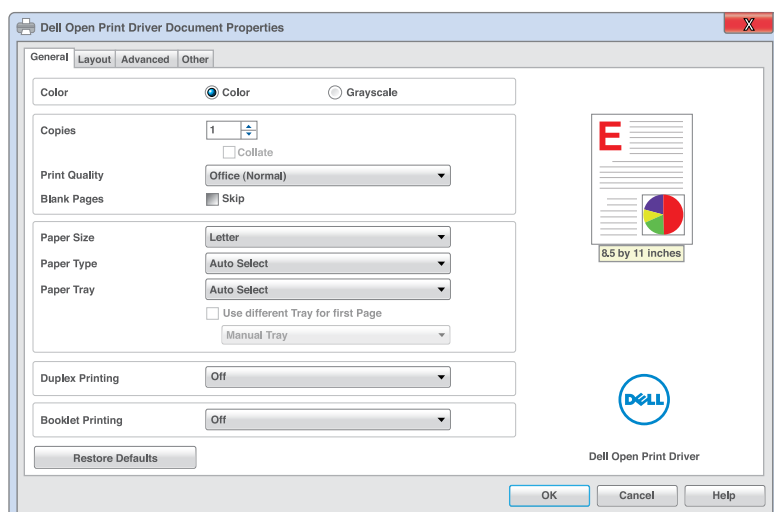 Dell Open Print Driver Document Properties X
General Layout Advanced Other
Color Color Grayscale
Copies 1
Collate
Print Quality Office (Normal)
Blank Pages Skip
Paper Size Letter
Paper Type Auto Select
Paper Tray Auto Select
Use different Tray for first Page
Manual Tray
Duplex Printing Off
Booklet Printing Off
Restore Defaults
E
8.5 by 11 inches
DELL
Dell Open Print Driver
OK Cancel Help